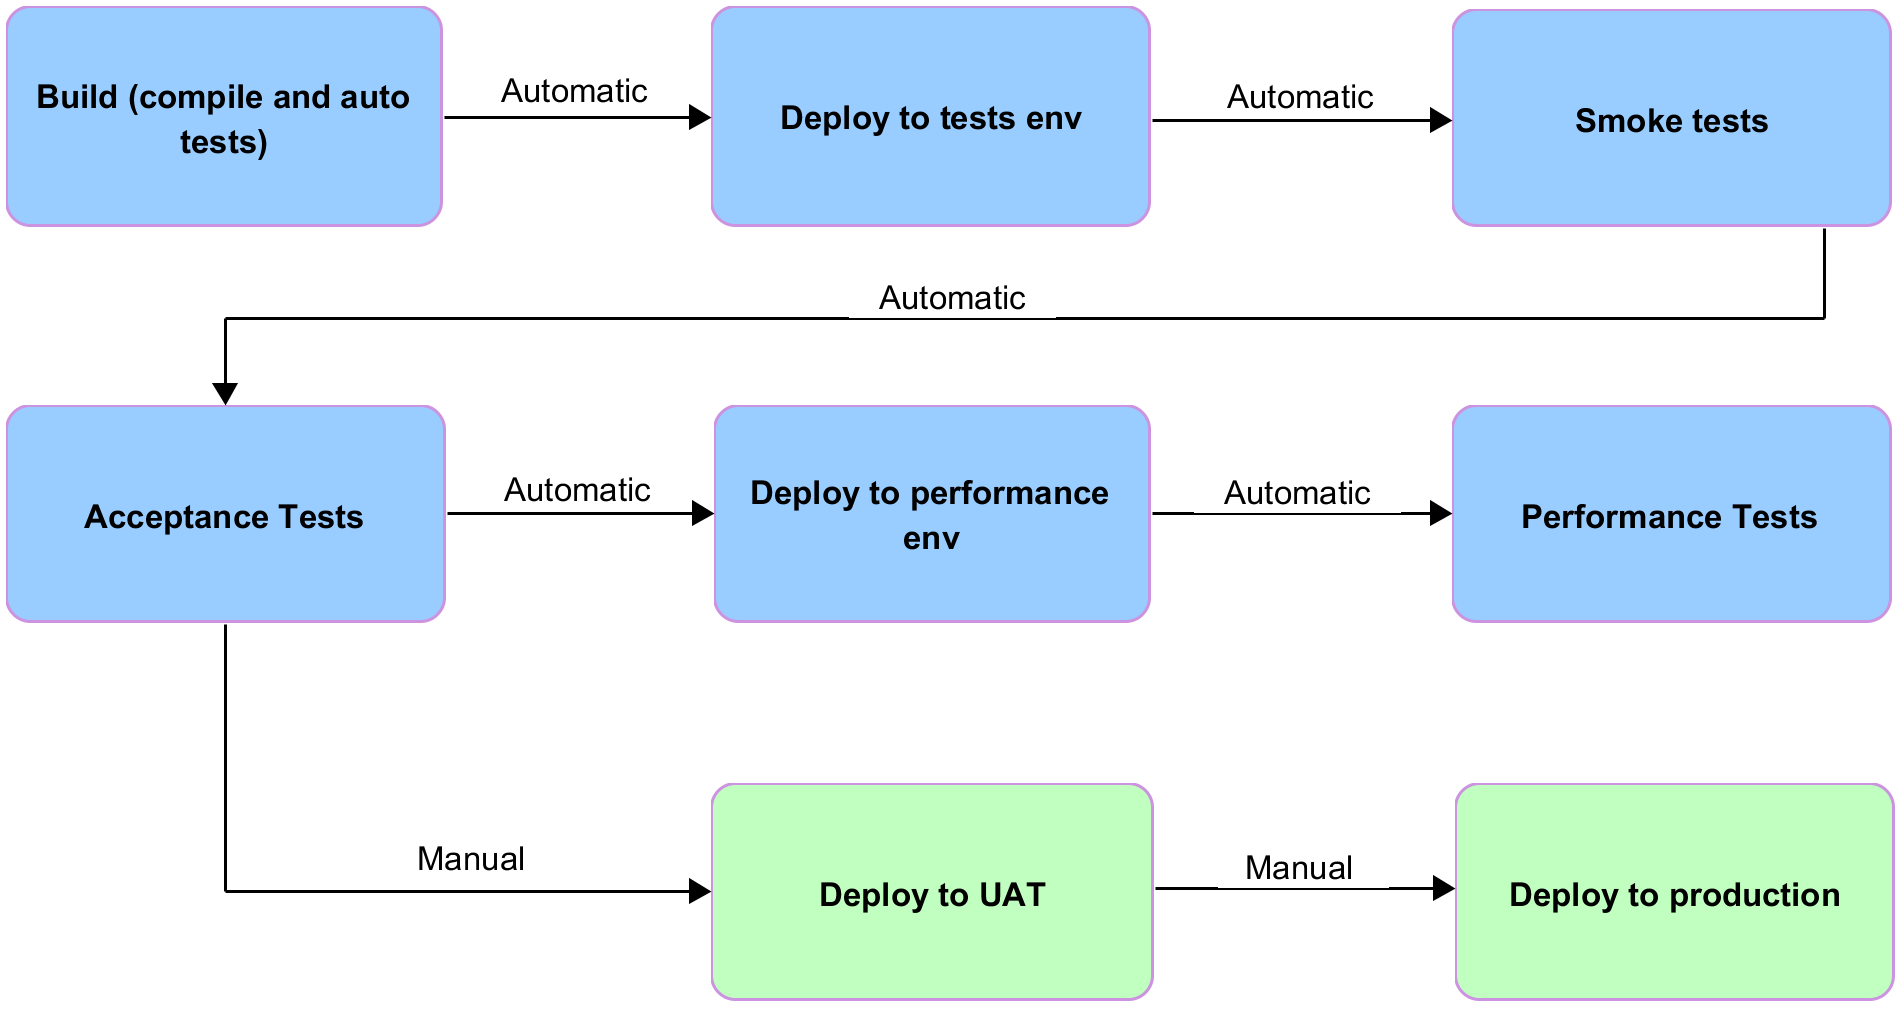 Build (compile and auto
tests)
Automatic
Deploy to tests env
Automatic
Smoke tests
Automatic
Acceptance Tests
Automatic
Deploy to performance
env
Automatic
Performance Tests
Manual
Deploy to UAT
Manual
Deploy to production